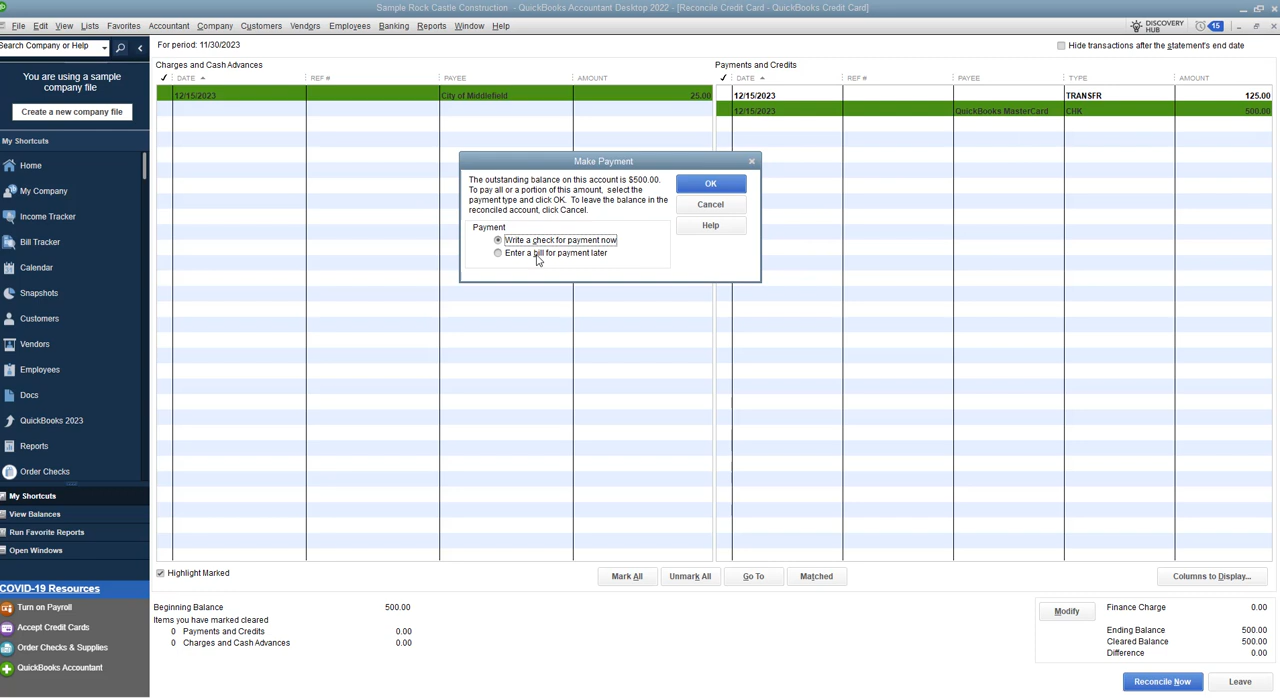 Sample Rock Castle Construction - QuickBooks Accountant Desktop 2022 - [Reconcile Credit Card - QuickBooks Credit Card]
File Edit View Lists Favorites Accountant Company Customers Vendors Employees Banking Reports Window Help
DISCOVERY HUB 15
Search Company or Help
For period: 11/30/2023
Hide transactions after the statement's end date
You are using a sample
company file
Create a new company file
My Shortcuts
Home
My Company
Income Tracker
Bill Tracker
Calendar
Snapshots
Customers
Vendors
Employees
Docs
QuickBooks 2023
Reports
Order Checks
My Shortcuts
View Balances
Run Favorite Reports
Open Windows
COVID-19 Resources
Turn on Payroll
Accept Credit Cards
Order Checks & Supplies
QuickBooks Accountant
Charges and Cash Advances
DATE REF # PAYEE AMOUNT
12/15/2023 City of Middlefield 25.00
Payments and Credits
DATE REF # PAYEE TYPE AMOUNT
12/15/2023 TRANSFR 125.00
12/15/2023 QuickBooks MasterCard CHK 500.00
Make Payment
The outstanding balance on this account is $500.00.
To pay all or a portion of this amount, select the
payment type and click OK. To leave the balance in the
reconciled account, click Cancel.
OK
Cancel
Help
Payment
Write a check for payment now
Enter a bill for payment later
Highlight Marked
Mark All Unmark All Go To Matched Columns to Display...
Beginning Balance 500.00
Items you have marked cleared
0 Payments and Credits 0.00
0 Charges and Cash Advances 0.00
Modify
Finance Charge 0.00
Ending Balance 500.00
Cleared Balance 500.00
Difference 0.00
Reconcile Now Leave